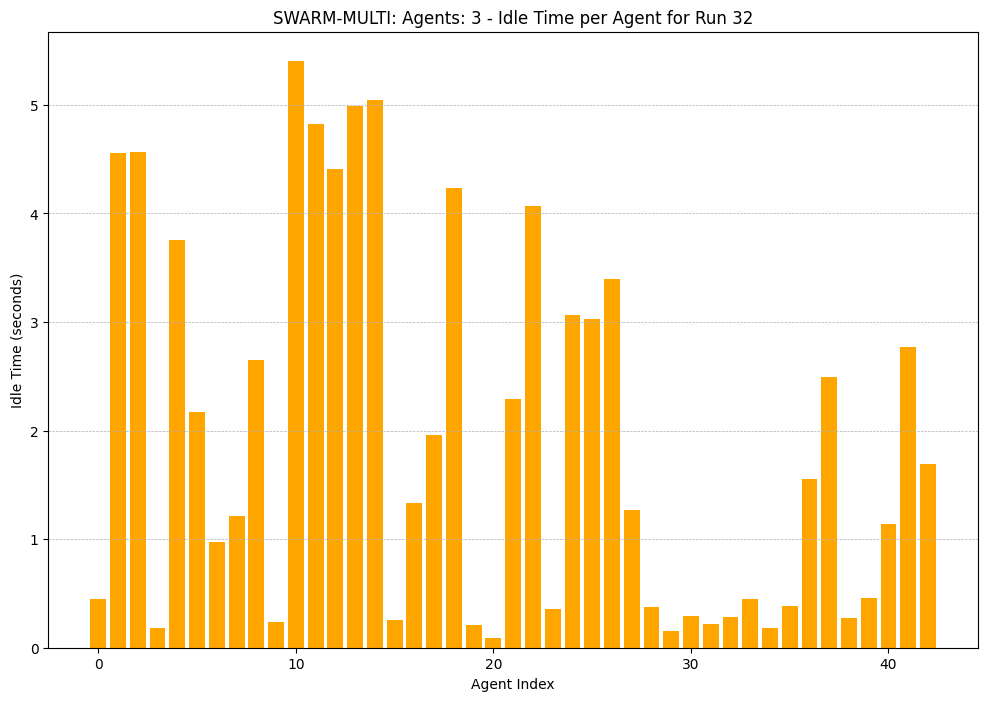 SWARM-MULTI: Agents: 3 - Idle Time per Agent for Run 32
Idle Time (seconds)
5
4
3
2
1
0
0 10 20 30 40
Agent Index